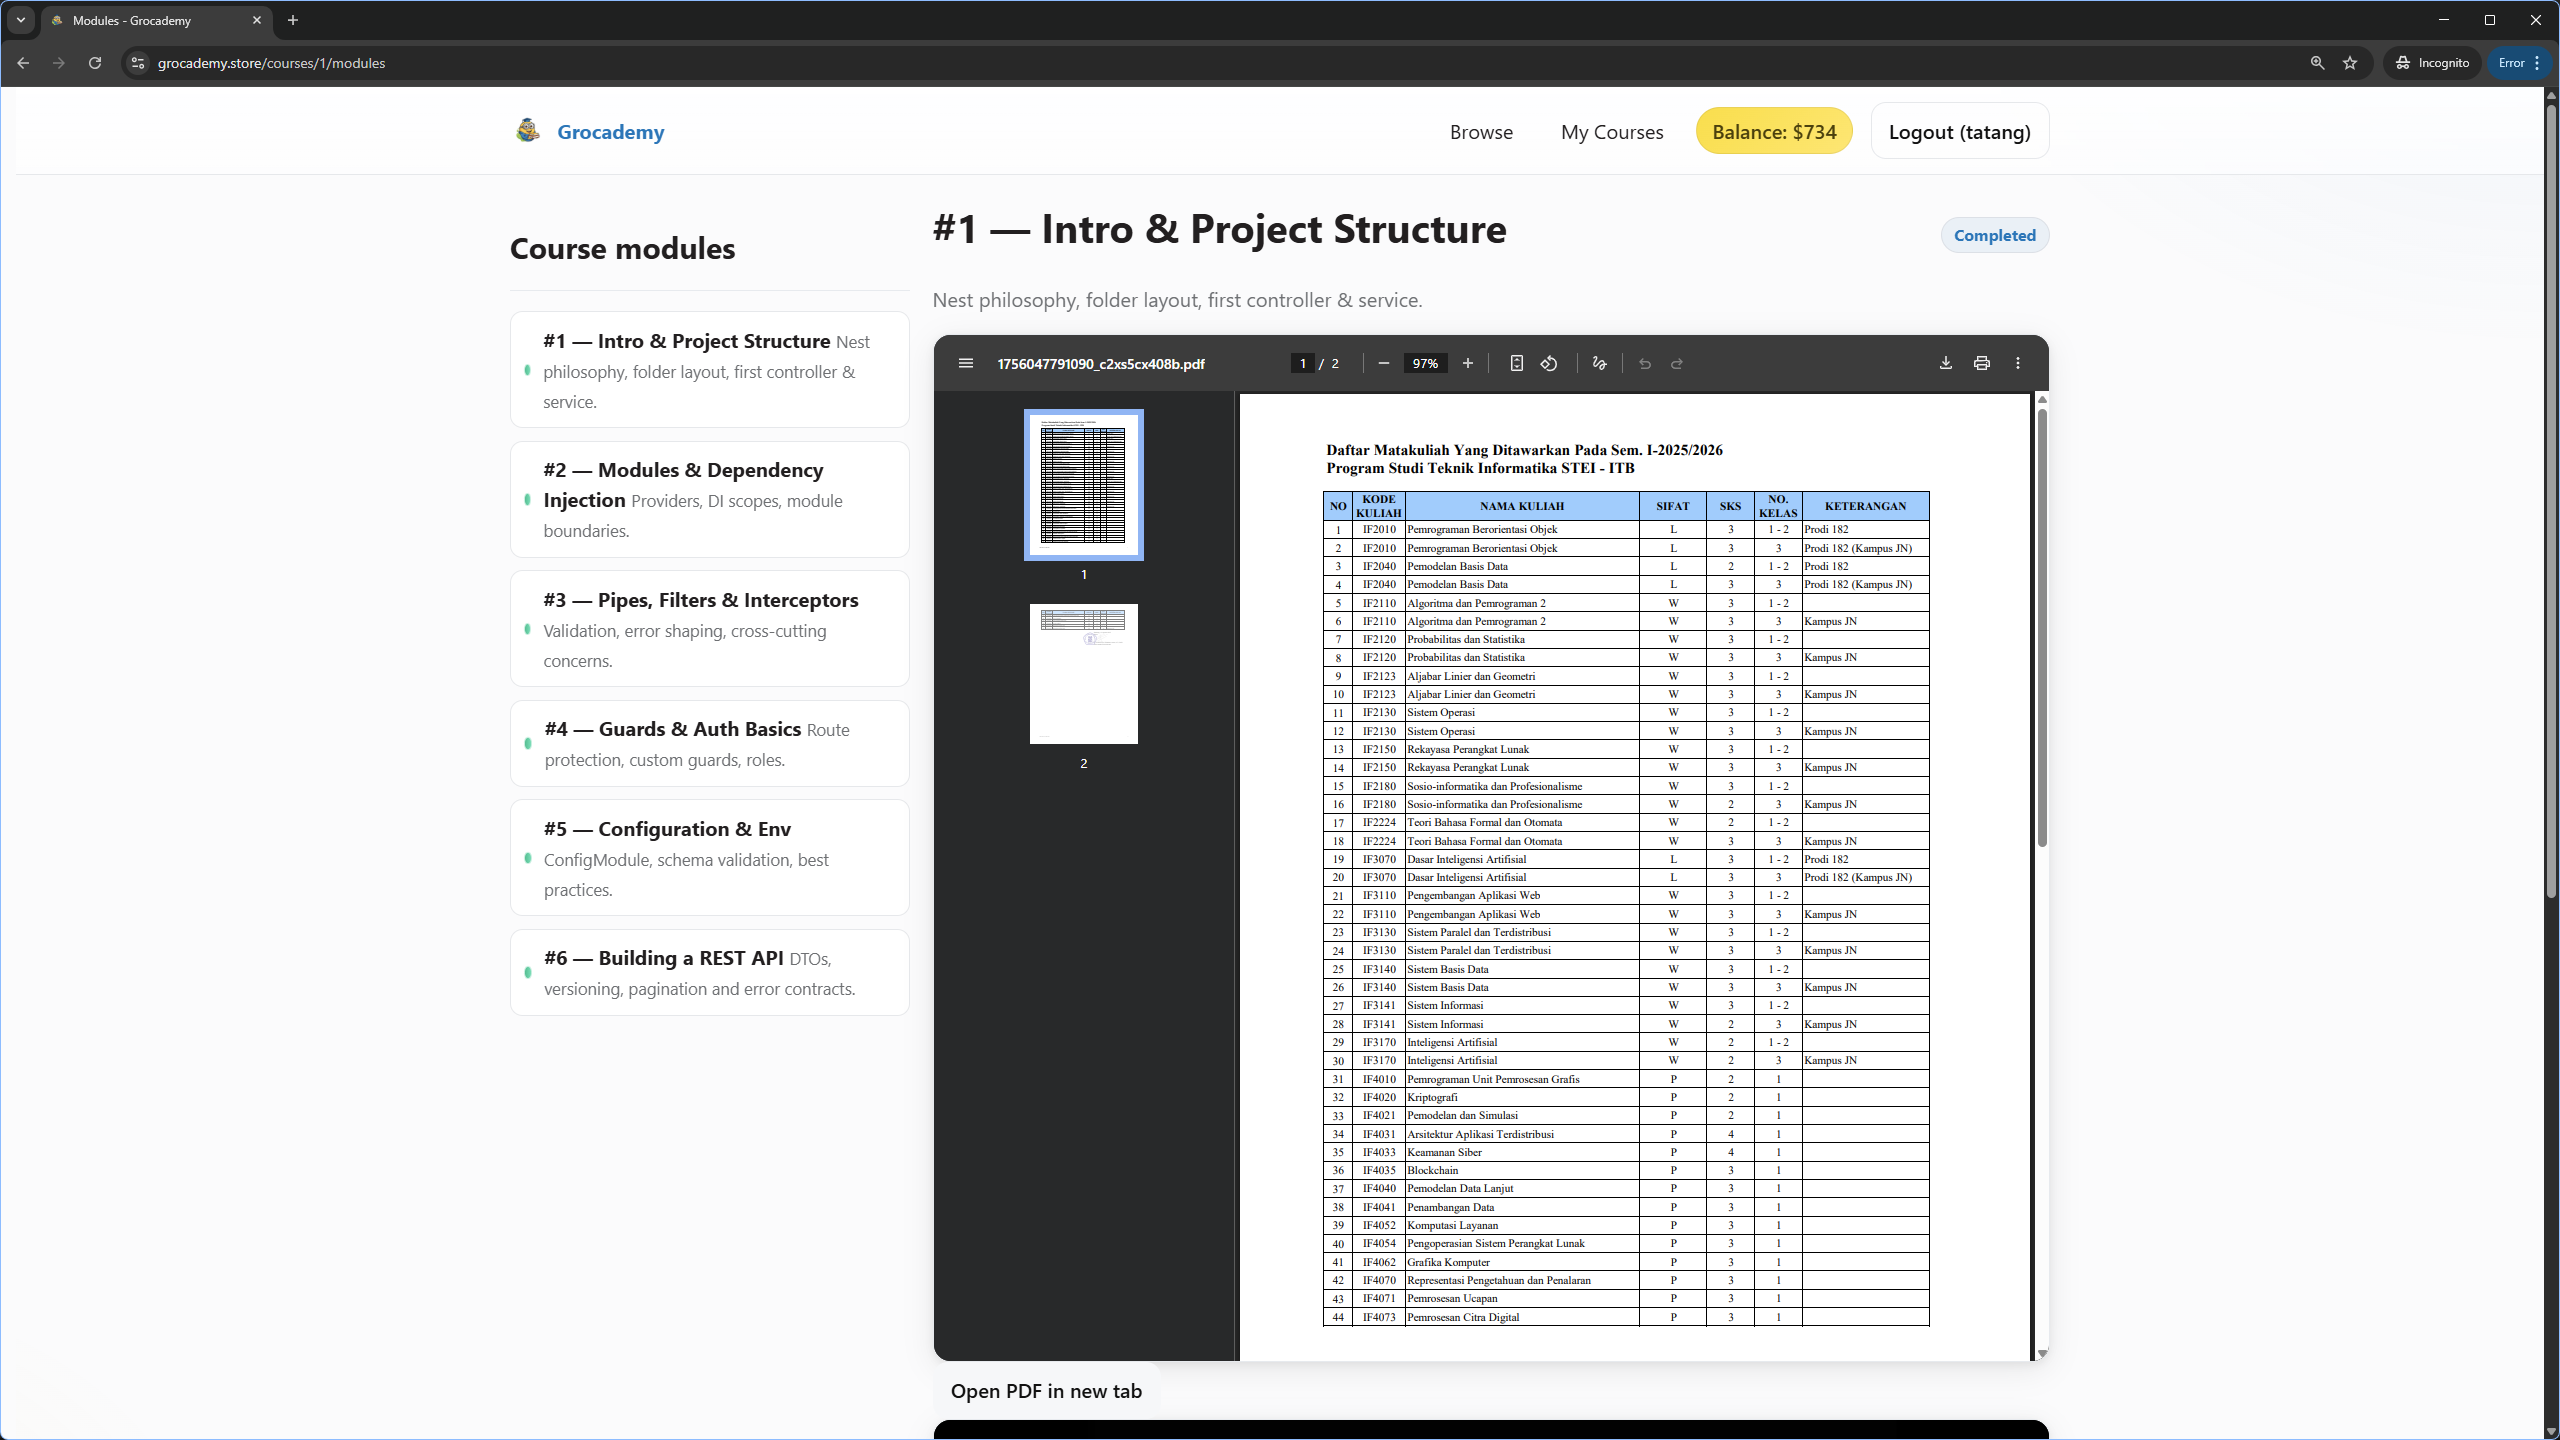 Modules - Grocademy
grocademy.store/courses/1/modules
Incognito
Error
Grocademy
Browse
My Courses
Balance: $734
Logout (tatang)
Course modules
#1 — Intro & Project Structure Nest
philosophy, folder layout, first controller &
service.
#2 — Modules & Dependency
Injection Providers, DI scopes, module
boundaries.
#3 — Pipes, Filters & Interceptors
Validation, error shaping, cross-cutting
concerns.
#4 — Guards & Auth Basics Route
protection, custom guards, roles.
#5 — Configuration & Env
ConfigModule, schema validation, best
practices.
#6 — Building a REST API DTOs,
versioning, pagination and error contracts.
#1 — Intro & Project Structure
Completed
Nest philosophy, folder layout, first controller & service.
1756047791090_c2xs5cx408b.pdf
1 / 2
97%
1
2
Daftar Matakuliah Yang Ditawarkan Pada Sem. I-2025/2026
Program Studi Teknik Informatika STEI - ITB
NO KODE KULIAH NAMA KULIAH SIFAT SKS NO. KELAS KETERANGAN
1 IF2010 Pemrograman Berorientasi Objek L 3 1 - 2 Prodi 182
2 IF2010 Pemrograman Berorientasi Objek L 3 3 Prodi 182 (Kampus JN)
3 IF2040 Pemodelan Basis Data L 2 1 - 2 Prodi 182
4 IF2040 Pemodelan Basis Data L 3 3 Prodi 182 (Kampus JN)
5 IF2110 Algoritma dan Pemrograman 2 W 3 1 - 2
6 IF2110 Algoritma dan Pemrograman 2 W 3 3 Kampus JN
7 IF2120 Probabilitas dan Statistika W 3 1 - 2
8 IF2120 Probabilitas dan Statistika W 3 3 Kampus JN
9 IF2123 Aljabar Linier dan Geometri W 3 1 - 2
10 IF2123 Aljabar Linier dan Geometri W 3 3 Kampus JN
11 IF2130 Sistem Operasi W 3 1 - 2
12 IF2130 Sistem Operasi W 3 3 Kampus JN
13 IF2150 Rekayasa Perangkat Lunak W 3 1 - 2
14 IF2150 Rekayasa Perangkat Lunak W 3 3 Kampus JN
15 IF2180 Sosio-informatika dan Profesionalisme W 3 1 - 2
16 IF2180 Sosio-informatika dan Profesionalisme W 2 3 Kampus JN
17 IF2224 Teori Bahasa Formal dan Otomata W 2 1 - 2
18 IF2224 Teori Bahasa Formal dan Otomata W 3 3 Kampus JN
19 IF3070 Dasar Inteligensi Artifisial L 3 1 - 2 Prodi 182
20 IF3070 Dasar Inteligensi Artifisial L 3 3 Prodi 182 (Kampus JN)
21 IF3110 Pengembangan Aplikasi Web W 3 1 - 2
22 IF3110 Pengembangan Aplikasi Web W 3 3 Kampus JN
23 IF3130 Sistem Paralel dan Terdistribusi W 3 1 - 2
24 IF3130 Sistem Paralel dan Terdistribusi W 3 3 Kampus JN
25 IF3140 Sistem Basis Data W 3 1 - 2
26 IF3140 Sistem Basis Data W 3 3 Kampus JN
27 IF3141 Sistem Informasi W 3 1 - 2
28 IF3141 Sistem Informasi W 2 3 Kampus JN
29 IF3170 Inteligensi Artifisial W 2 1 - 2
30 IF3170 Inteligensi Artifisial W 2 3 Kampus JN
31 IF4010 Pemrograman Unit Pemrosesan Grafis P 2 1
32 IF4020 Kriptografi P 2 1
33 IF4021 Pemodelan dan Simulasi P 2 1
34 IF4031 Arsitektur Aplikasi Terdistribusi P 4 1
35 IF4033 Keamanan Siber P 4 1
36 IF4035 Blockchain P 3 1
37 IF4040 Pemodelan Data Lanjut P 3 1
38 IF4041 Penambangan Data P 3 1
39 IF4052 Komputasi Layanan P 3 1
40 IF4054 Pengoperasian Sistem Perangkat Lunak P 3 1
41 IF4062 Grafika Komputer P 3 1
42 IF4070 Representasi Pengetahuan dan Penalaran P 3 1
43 IF4071 Pemrosesan Ucapan P 3 1
44 IF4073 Pemrosesan Citra Digital P 3 1
Open PDF in new tab